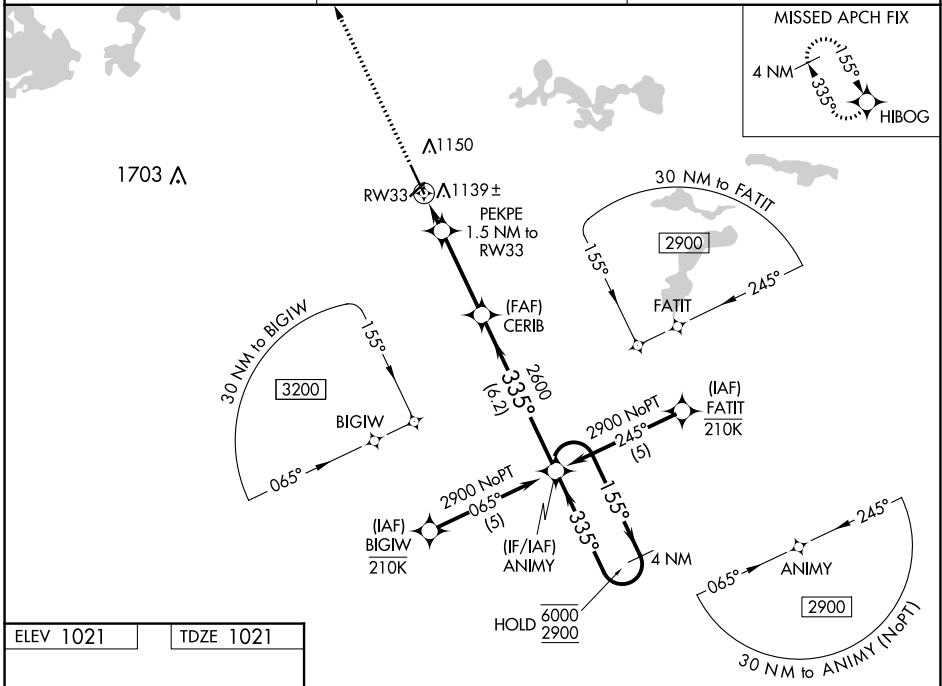 MISSED APCH FIX
4 NM
155°
335°
HIBOG
1150
1703
RW33
1139±
PEKPE
1.5 NM to
RW33
30 NM to FATIT
2900
155°
245°
FATIT
(FAF)
CERIB
30 NM to BIGIW
155°
3200
BIGIW
065°
2600
335°
(6.2)
(IAF)
FATIT
210K
2900 NoPT
245°
(5)
2900 NoPT
065°
(5)
(IAF)
BIGIW
210K
(IF/IAF)
ANIMY
155°
335°
4 NM
HOLD
6000
2900
245°
065°
ANIMY
2900
30 NM to ANIMY (NoPT)
ELEV 1021
TDZE 1021